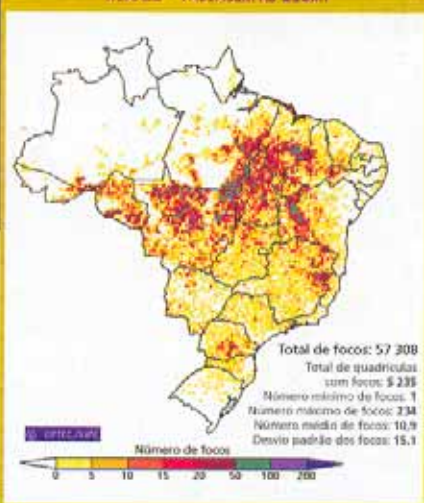 Total de focos: 57 308
Total de quadrículas
com focos: 5 235
Número mínimo de focos: 1
Número máximo de focos: 234
Número médio de focos: 10,9
Desvio padrão dos focos: 15,1
Número de focos
0 5 10 15 20 50 100 200